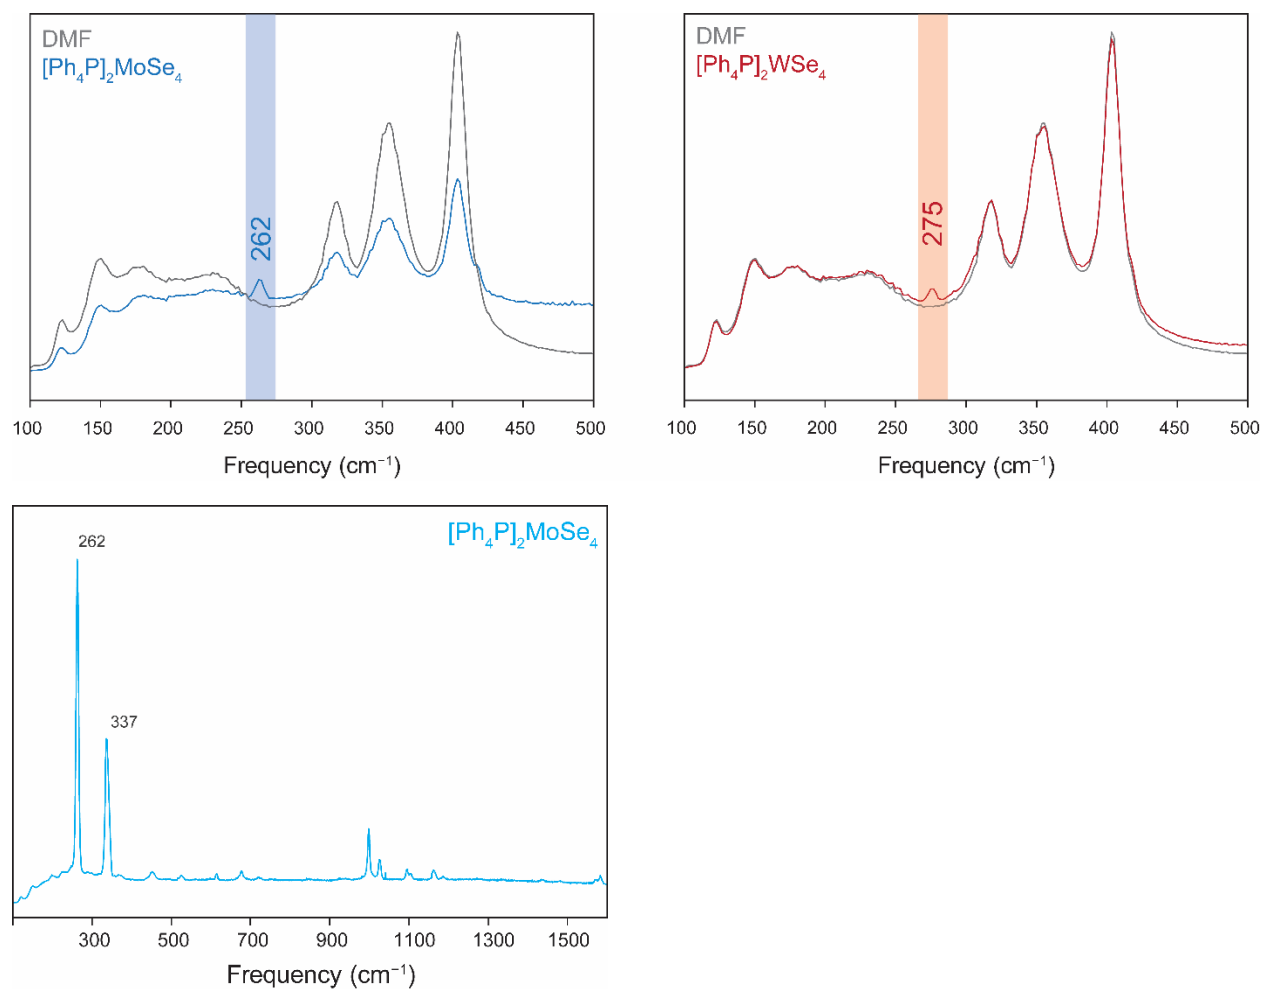 DMF
[Ph₄P]₂MoSe₄
262
100 150 200 250 300 350 400 450 500
Frequency (cm⁻¹)
DMF
[Ph₄P]₂WSe₄
275
100 150 200 250 300 350 400 450 500
Frequency (cm⁻¹)
[Ph₄P]₂MoSe₄
262
337
300 500 700 900 1100 1300 1500
Frequency (cm⁻¹)